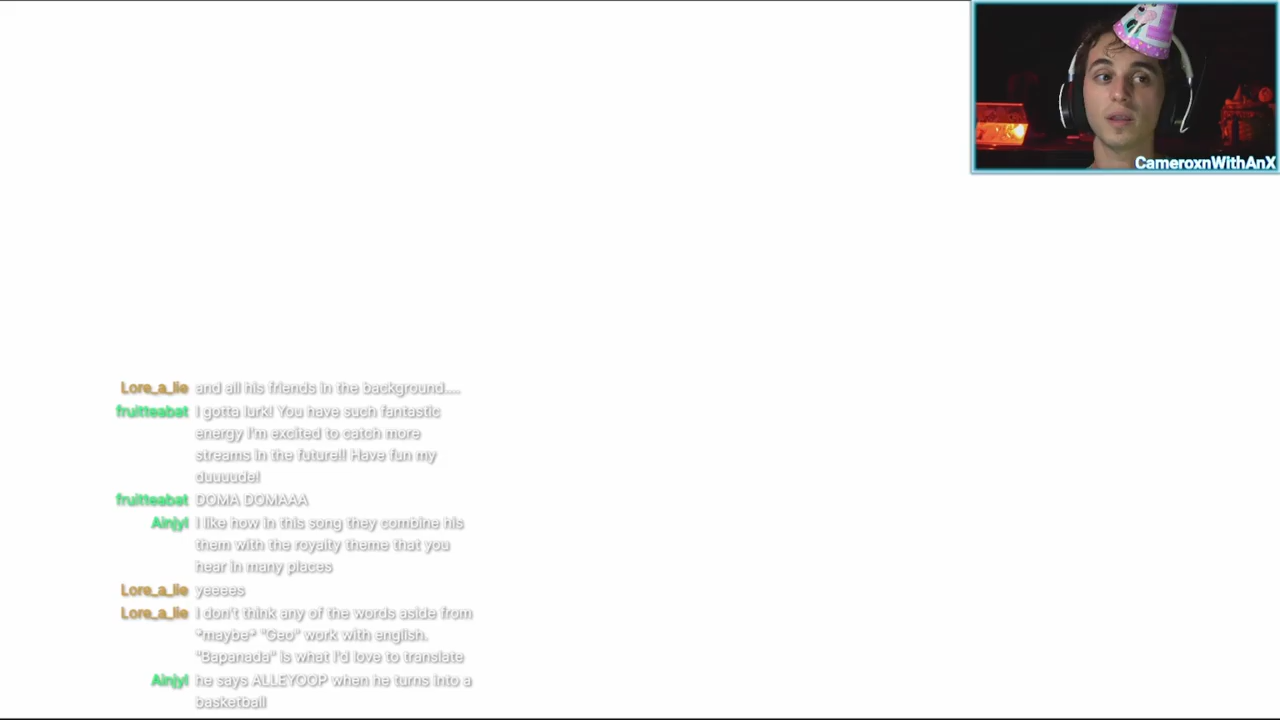 CameroxnWithAnX
Lore_a_lie and all his friends in the background....
fruitteabat I gotta lurk! You have such fantastic
energy I'm excited to catch more
streams in the future!! Have fun my
duuuude!
fruitteabat DOMA DOMAAA
Ainjyl I like how in this song they combine his
them with the royalty theme that you
hear in many places
Lore_a_lie yeeees
Lore_a_lie I don't think any of the words aside from
*maybe* "Geo" work with english.
"Bapanada" is what I'd love to translate
Ainjyl he says ALLEYOOP when he turns into a
basketball